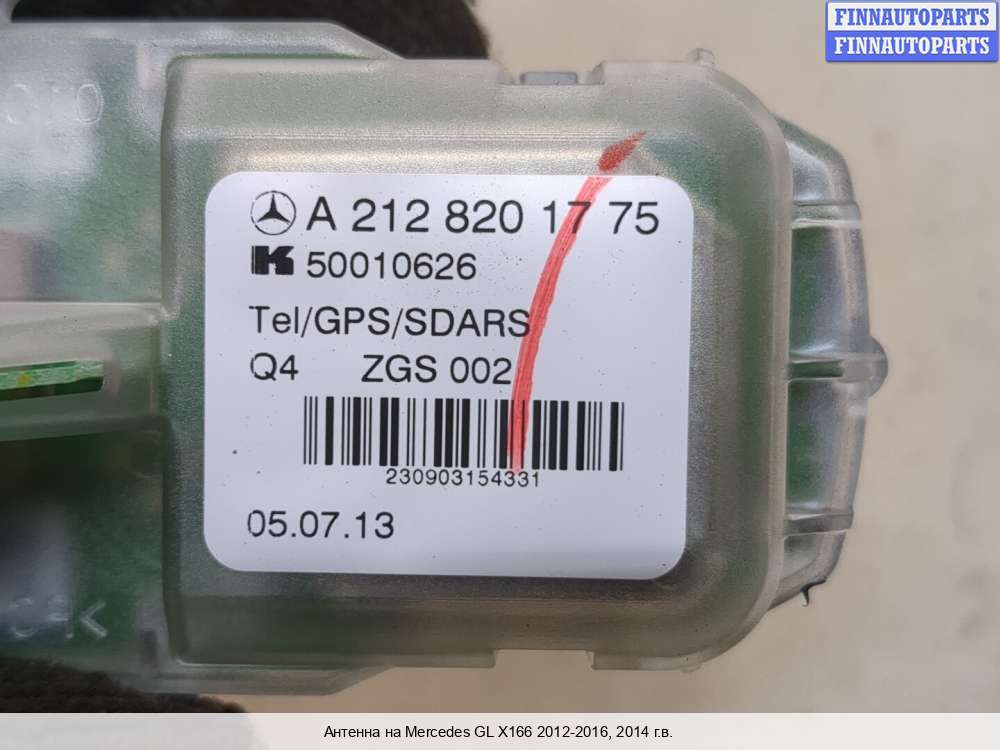 FINNAUTOPARTS
FINNAUTOPARTS
A 212 820 17 75
K 50010626
Tel/GPS/SDARS
Q4 ZGS 002
230903154331
05.07.13
Антенна на Mercedes GL X166 2012-2016, 2014 г.в.